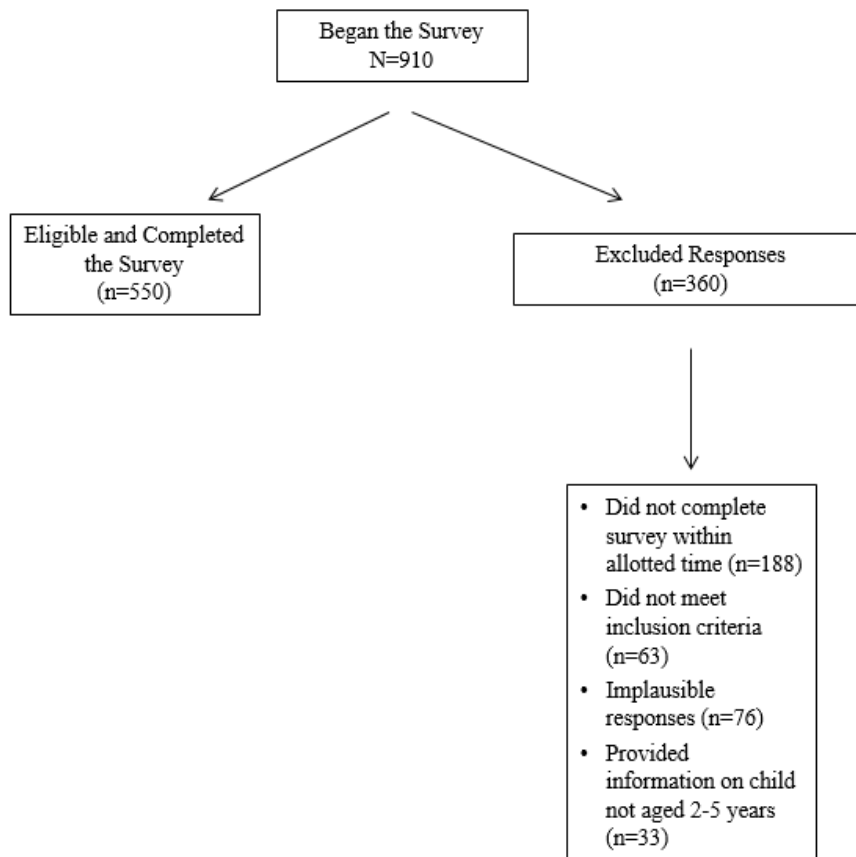 Began the Survey
N=910
Eligible and Completed
the Survey
(n=550)
Excluded Responses
(n=360)
• Did not complete
survey within
allotted time (n=188)
• Did not meet
inclusion criteria
(n=63)
• Implausible
responses (n=76)
• Provided
information on child
not aged 2-5 years
(n=33)